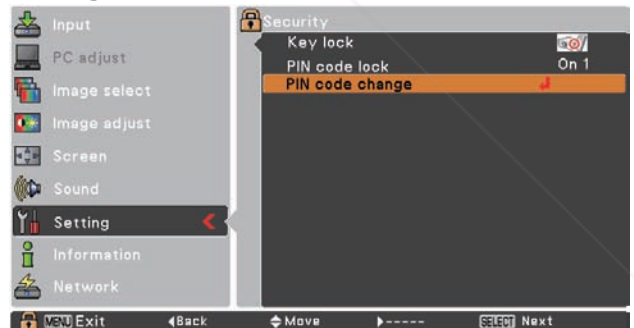 Input
PC adjust
Image select
Image adjust
Screen
Sound
Setting
Information
Network
Security
Key lock
PIN code lock On 1
PIN code change
MENU Exit ◀Back ◆Move ▶----- SELECT Next